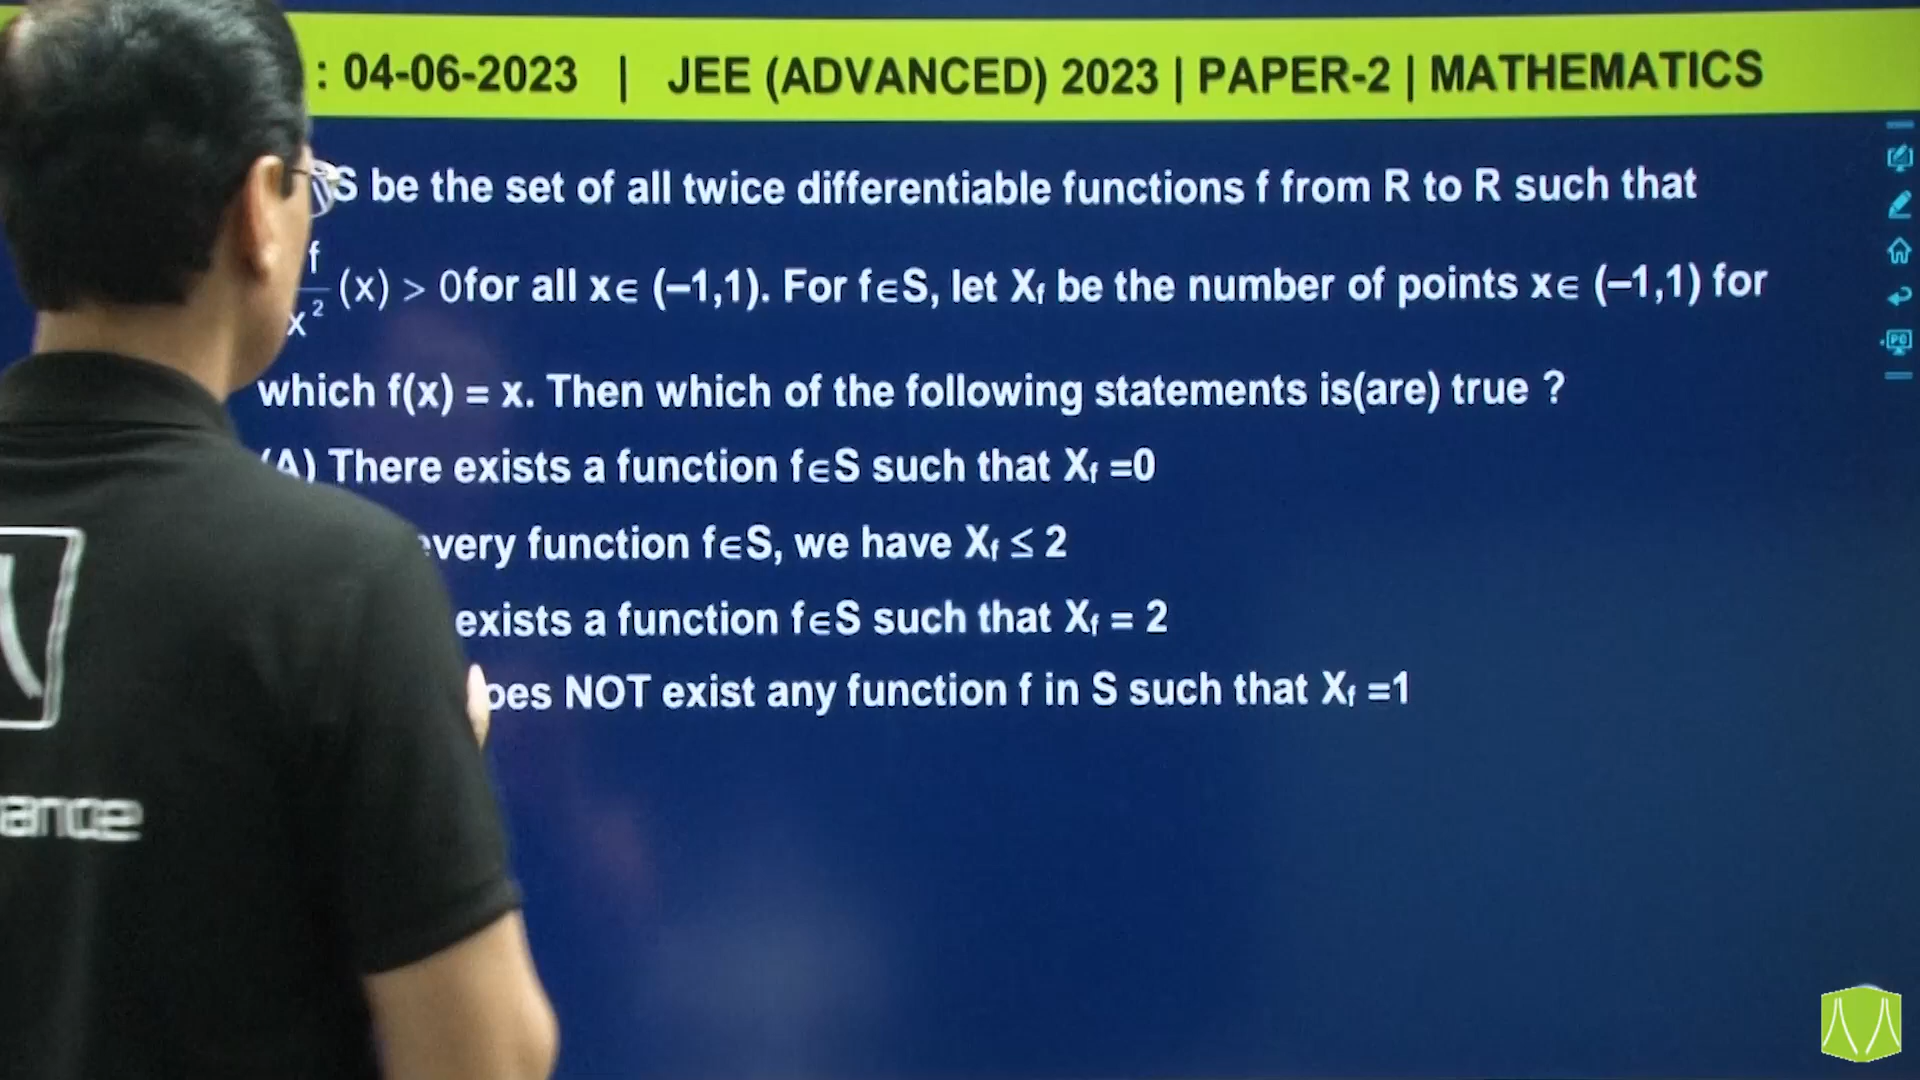 : 04-06-2023 | JEE (ADVANCED) 2023 | PAPER-2 | MATHEMATICS
S be the set of all twice differentiable functions f from R to R such that
f
x² (x) > 0for all x∈ (–1,1). For f∈S, let Xf be the number of points x∈ (–1,1) for
which f(x) = x. Then which of the following statements is(are) true ?
(A) There exists a function f∈S such that Xf =0
every function f∈S, we have Xf ≤ 2
exists a function f∈S such that Xf = 2
oes NOT exist any function f in S such that Xf =1
ance
PC